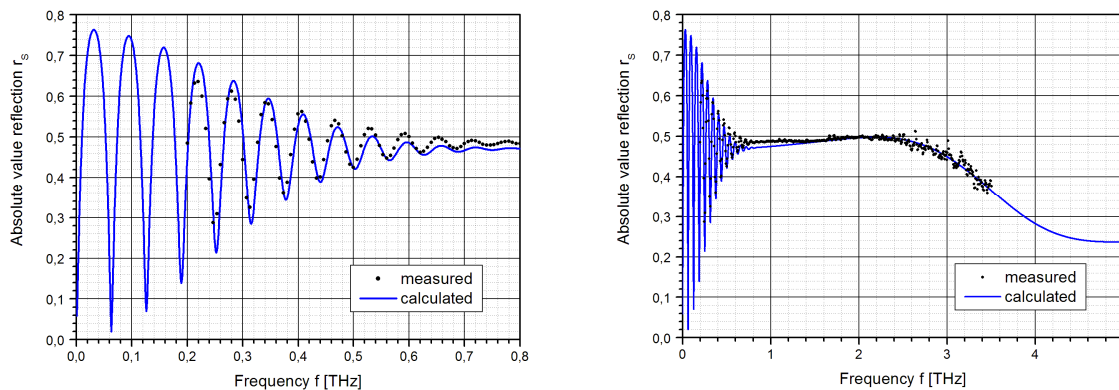 0,8
0,7
0,6
0,5
0,4
0,3
0,2
0,1
0,0
Absolute value reflection rS
measured
calculated
0,0 0,1 0,2 0,3 0,4 0,5 0,6 0,7 0,8
Frequency f [THz]
0,8
0,7
0,6
0,5
0,4
0,3
0,2
0,1
0,0
Absolute value reflection rS
measured
calculated
0 1 2 3 4
Frequency f [THz]